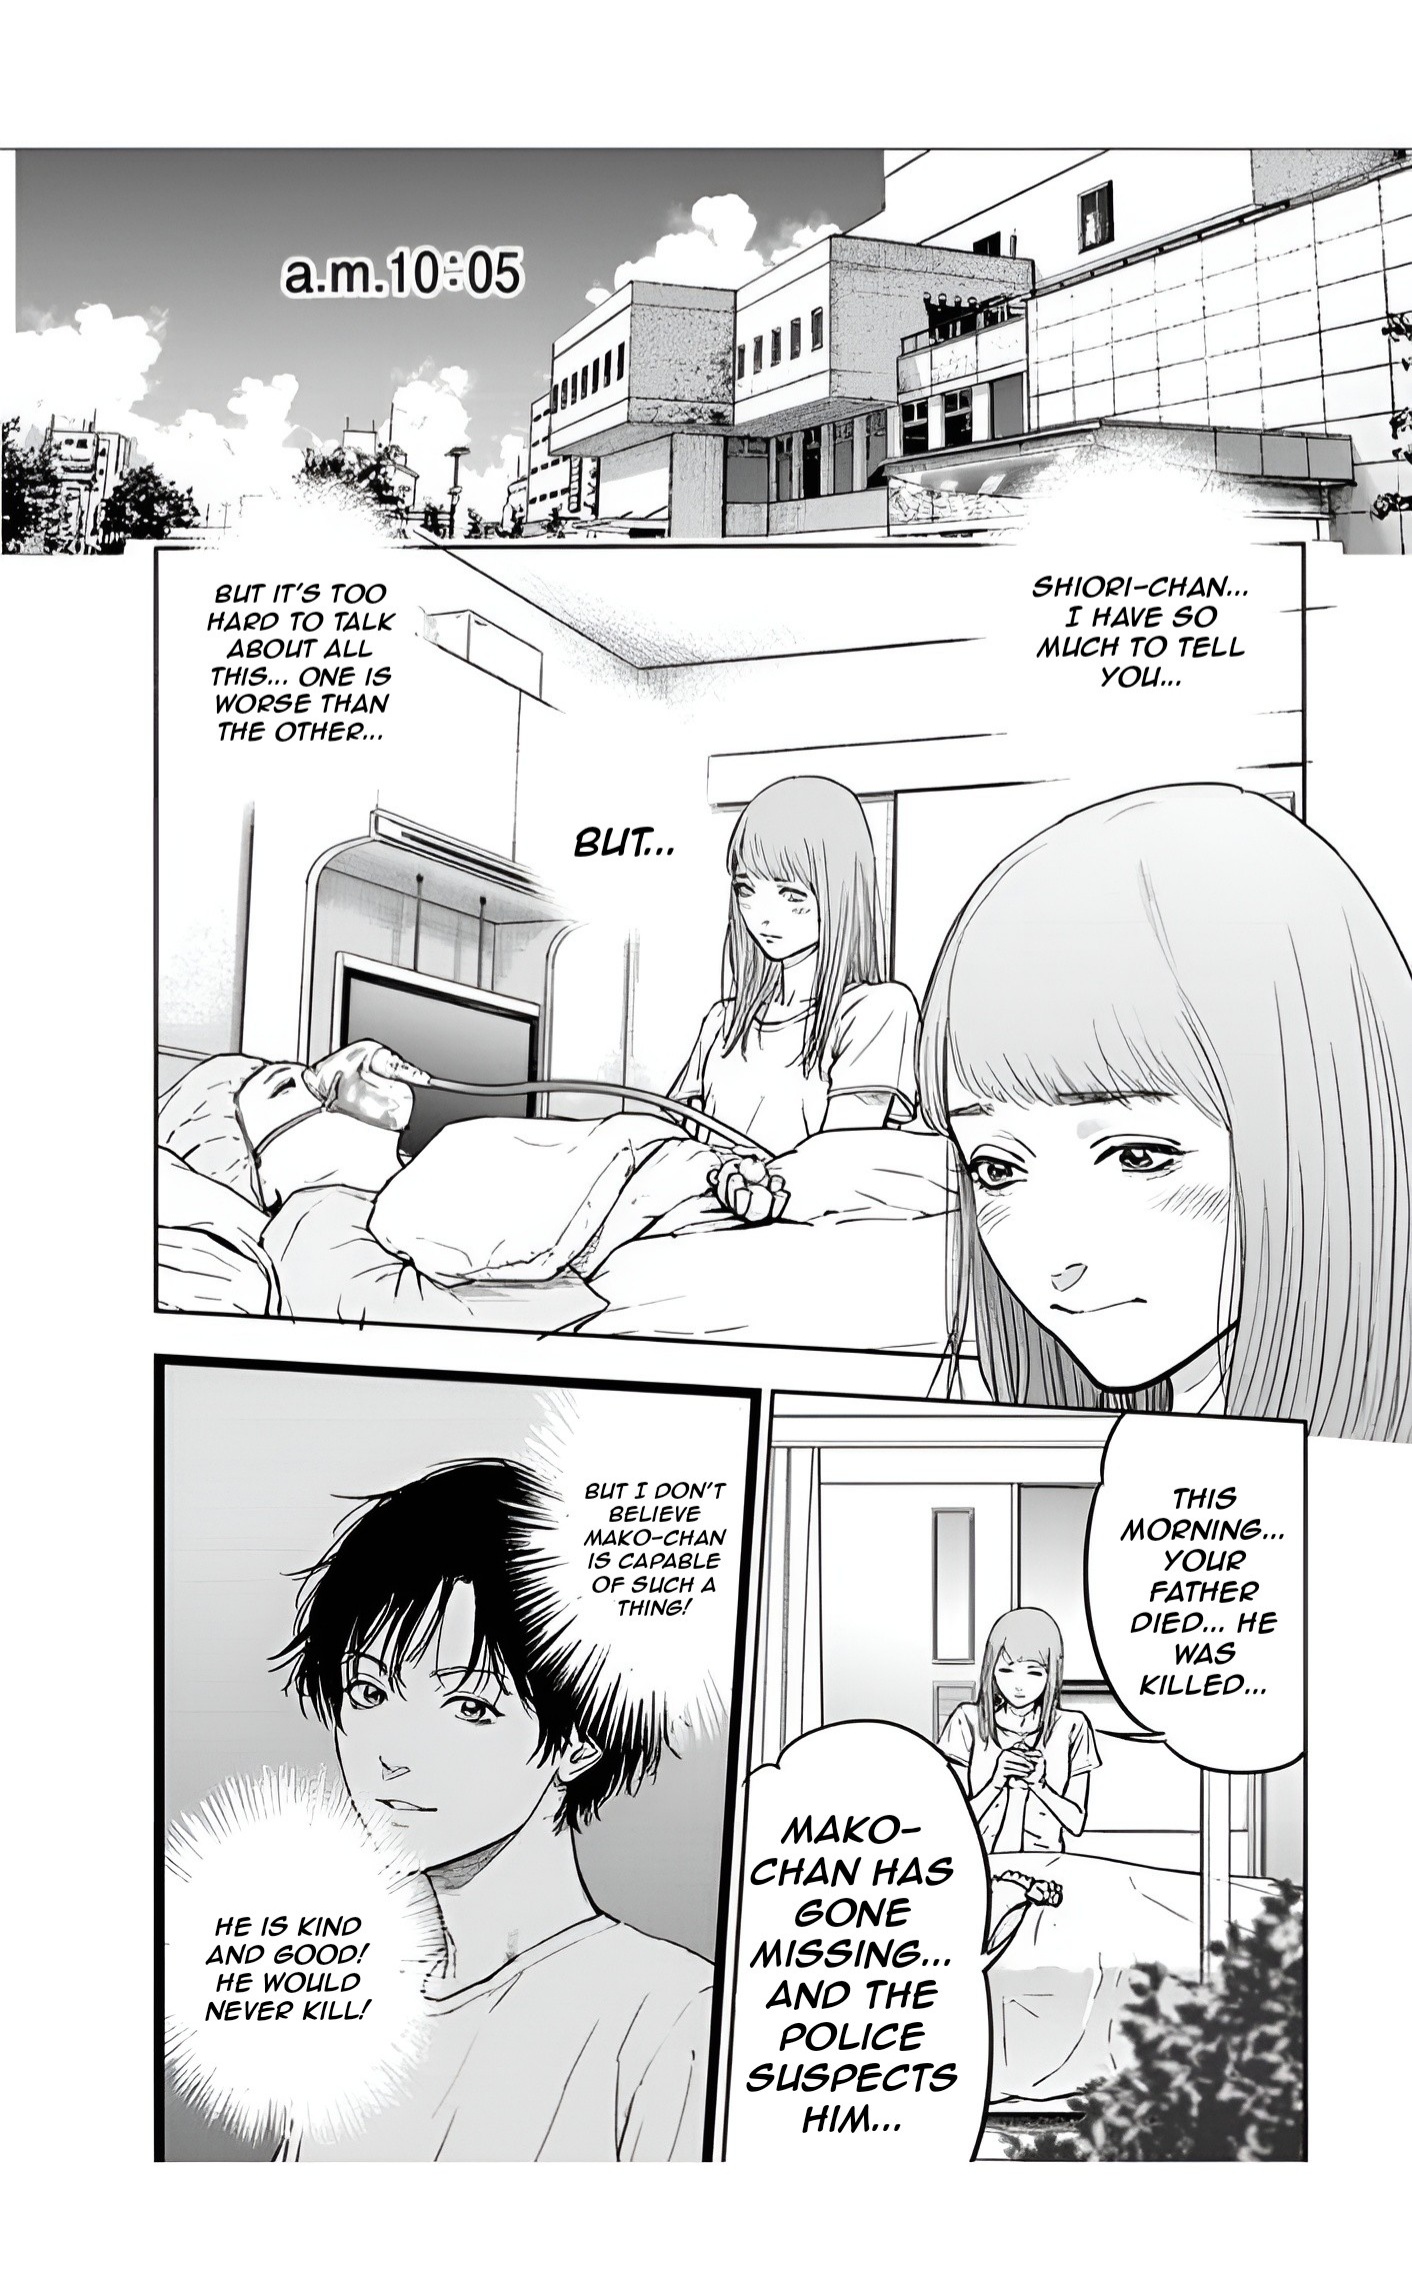 a.m.10:05
SHIORI-CHAN...
I HAVE SO
MUCH TO TELL
YOU...
BUT IT'S TOO
HARD TO TALK
ABOUT ALL
THIS... ONE IS
WORSE THAN
THE OTHER...
BUT...
THIS
MORNING...
YOUR
FATHER
DIED... HE
WAS
KILLED...
MAKO-
CHAN HAS
GONE
MISSING...
AND THE
POLICE
SUSPECTS
HIM...
BUT I DON'T
BELIEVE
MAKO-CHAN
IS CAPABLE
OF SUCH A
THING!
HE IS KIND
AND GOOD!
HE WOULD
NEVER KILL!